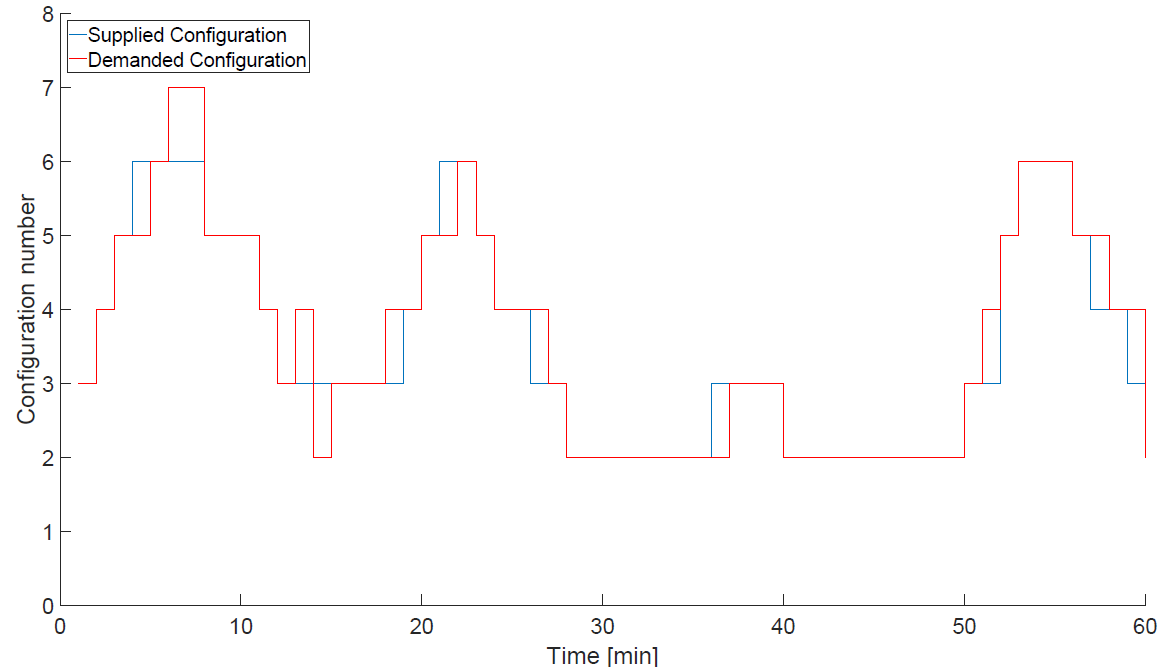 8
Supplied Configuration
Demanded Configuration
7
6
5
4
3
2
1
0
Configuration number
0 10 20 30 40 50 60
Time [min]